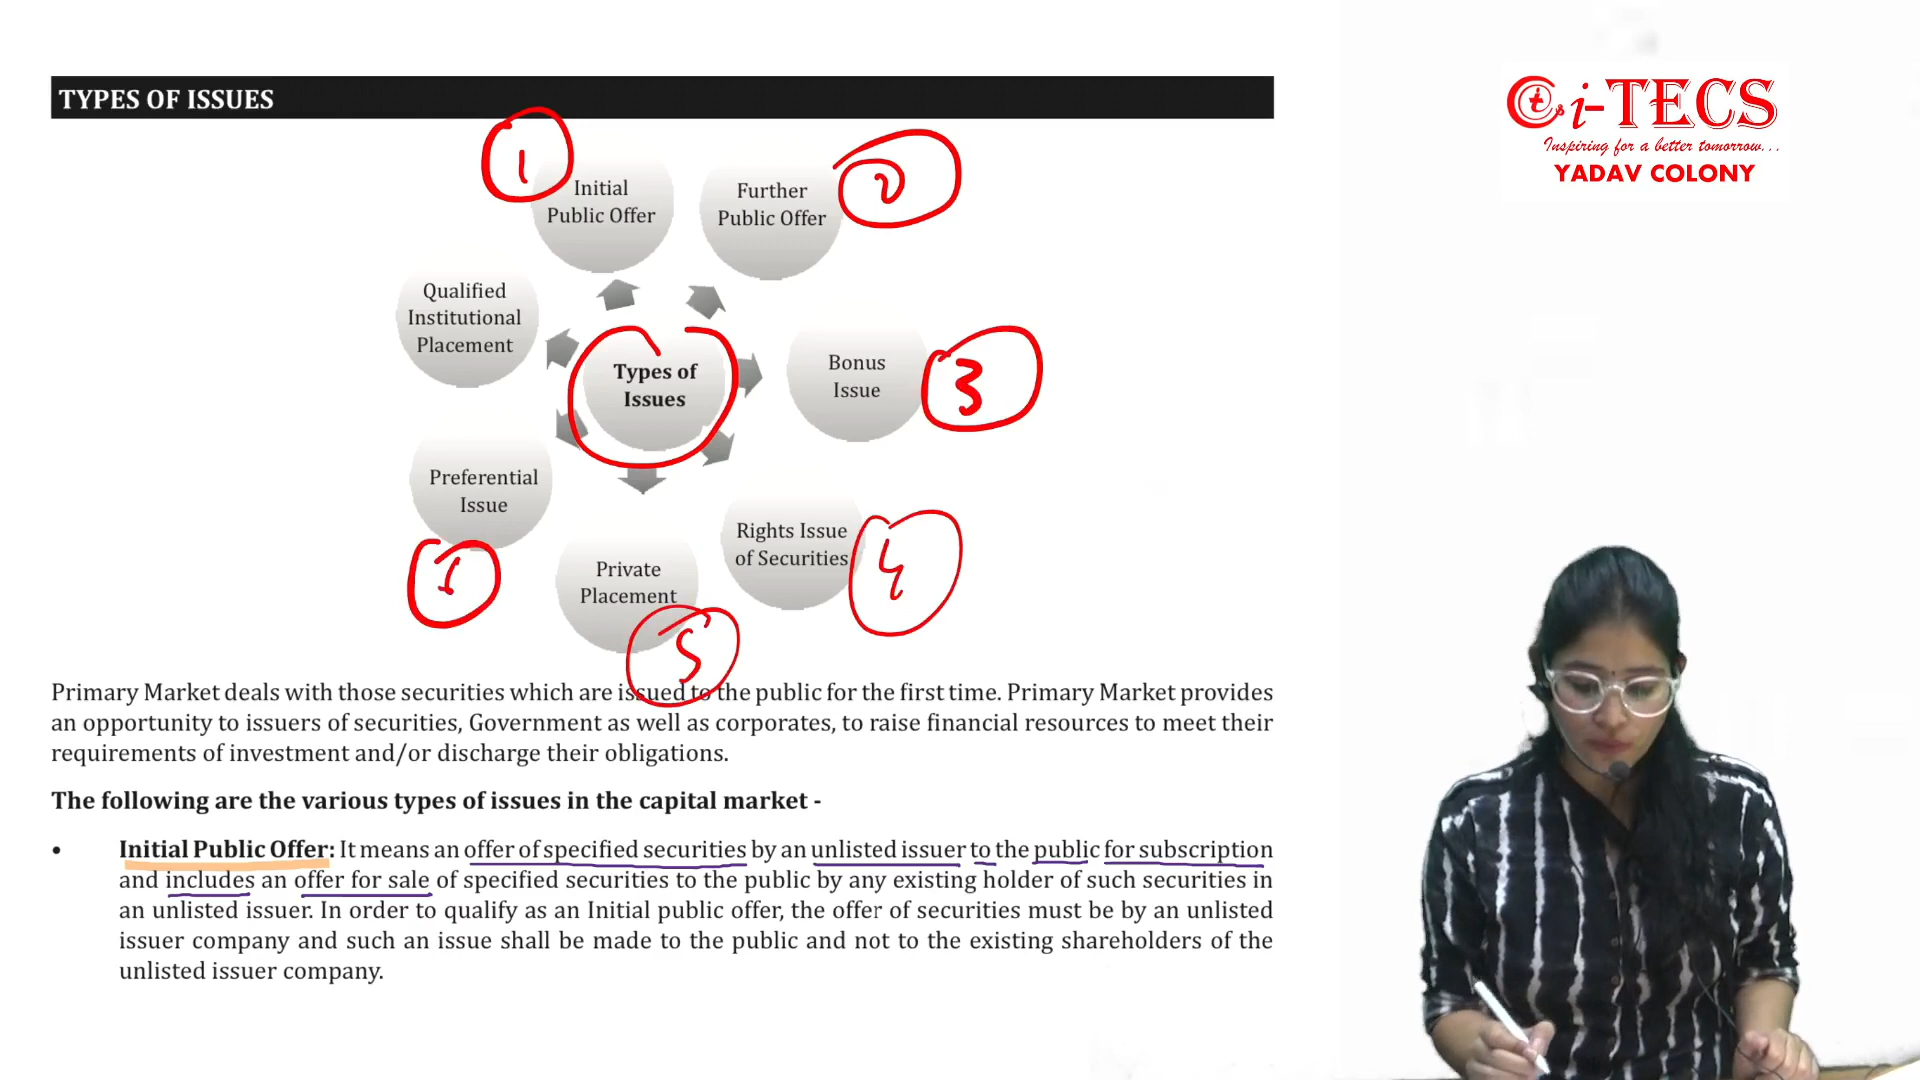 TYPES OF ISSUES
i-TECS
Inspiring for a better tomorrow...
YADAV COLONY
1
Initial
Public Offer
Further
Public Offer
2
Qualified
Institutional
Placement
Types of
Issues
Bonus
Issue
3
Preferential
Issue
1
Private
Placement
5
Rights Issue
of Securities
4
Primary Market deals with those securities which are issued to the public for the first time. Primary Market provides
an opportunity to issuers of securities, Government as well as corporates, to raise financial resources to meet their
requirements of investment and/or discharge their obligations.
The following are the various types of issues in the capital market -
• Initial Public Offer: It means an offer of specified securities by an unlisted issuer to the public for subscription
and includes an offer for sale of specified securities to the public by any existing holder of such securities in
an unlisted issuer. In order to qualify as an Initial public offer, the offer of securities must be by an unlisted
issuer company and such an issue shall be made to the public and not to the existing shareholders of the
unlisted issuer company.